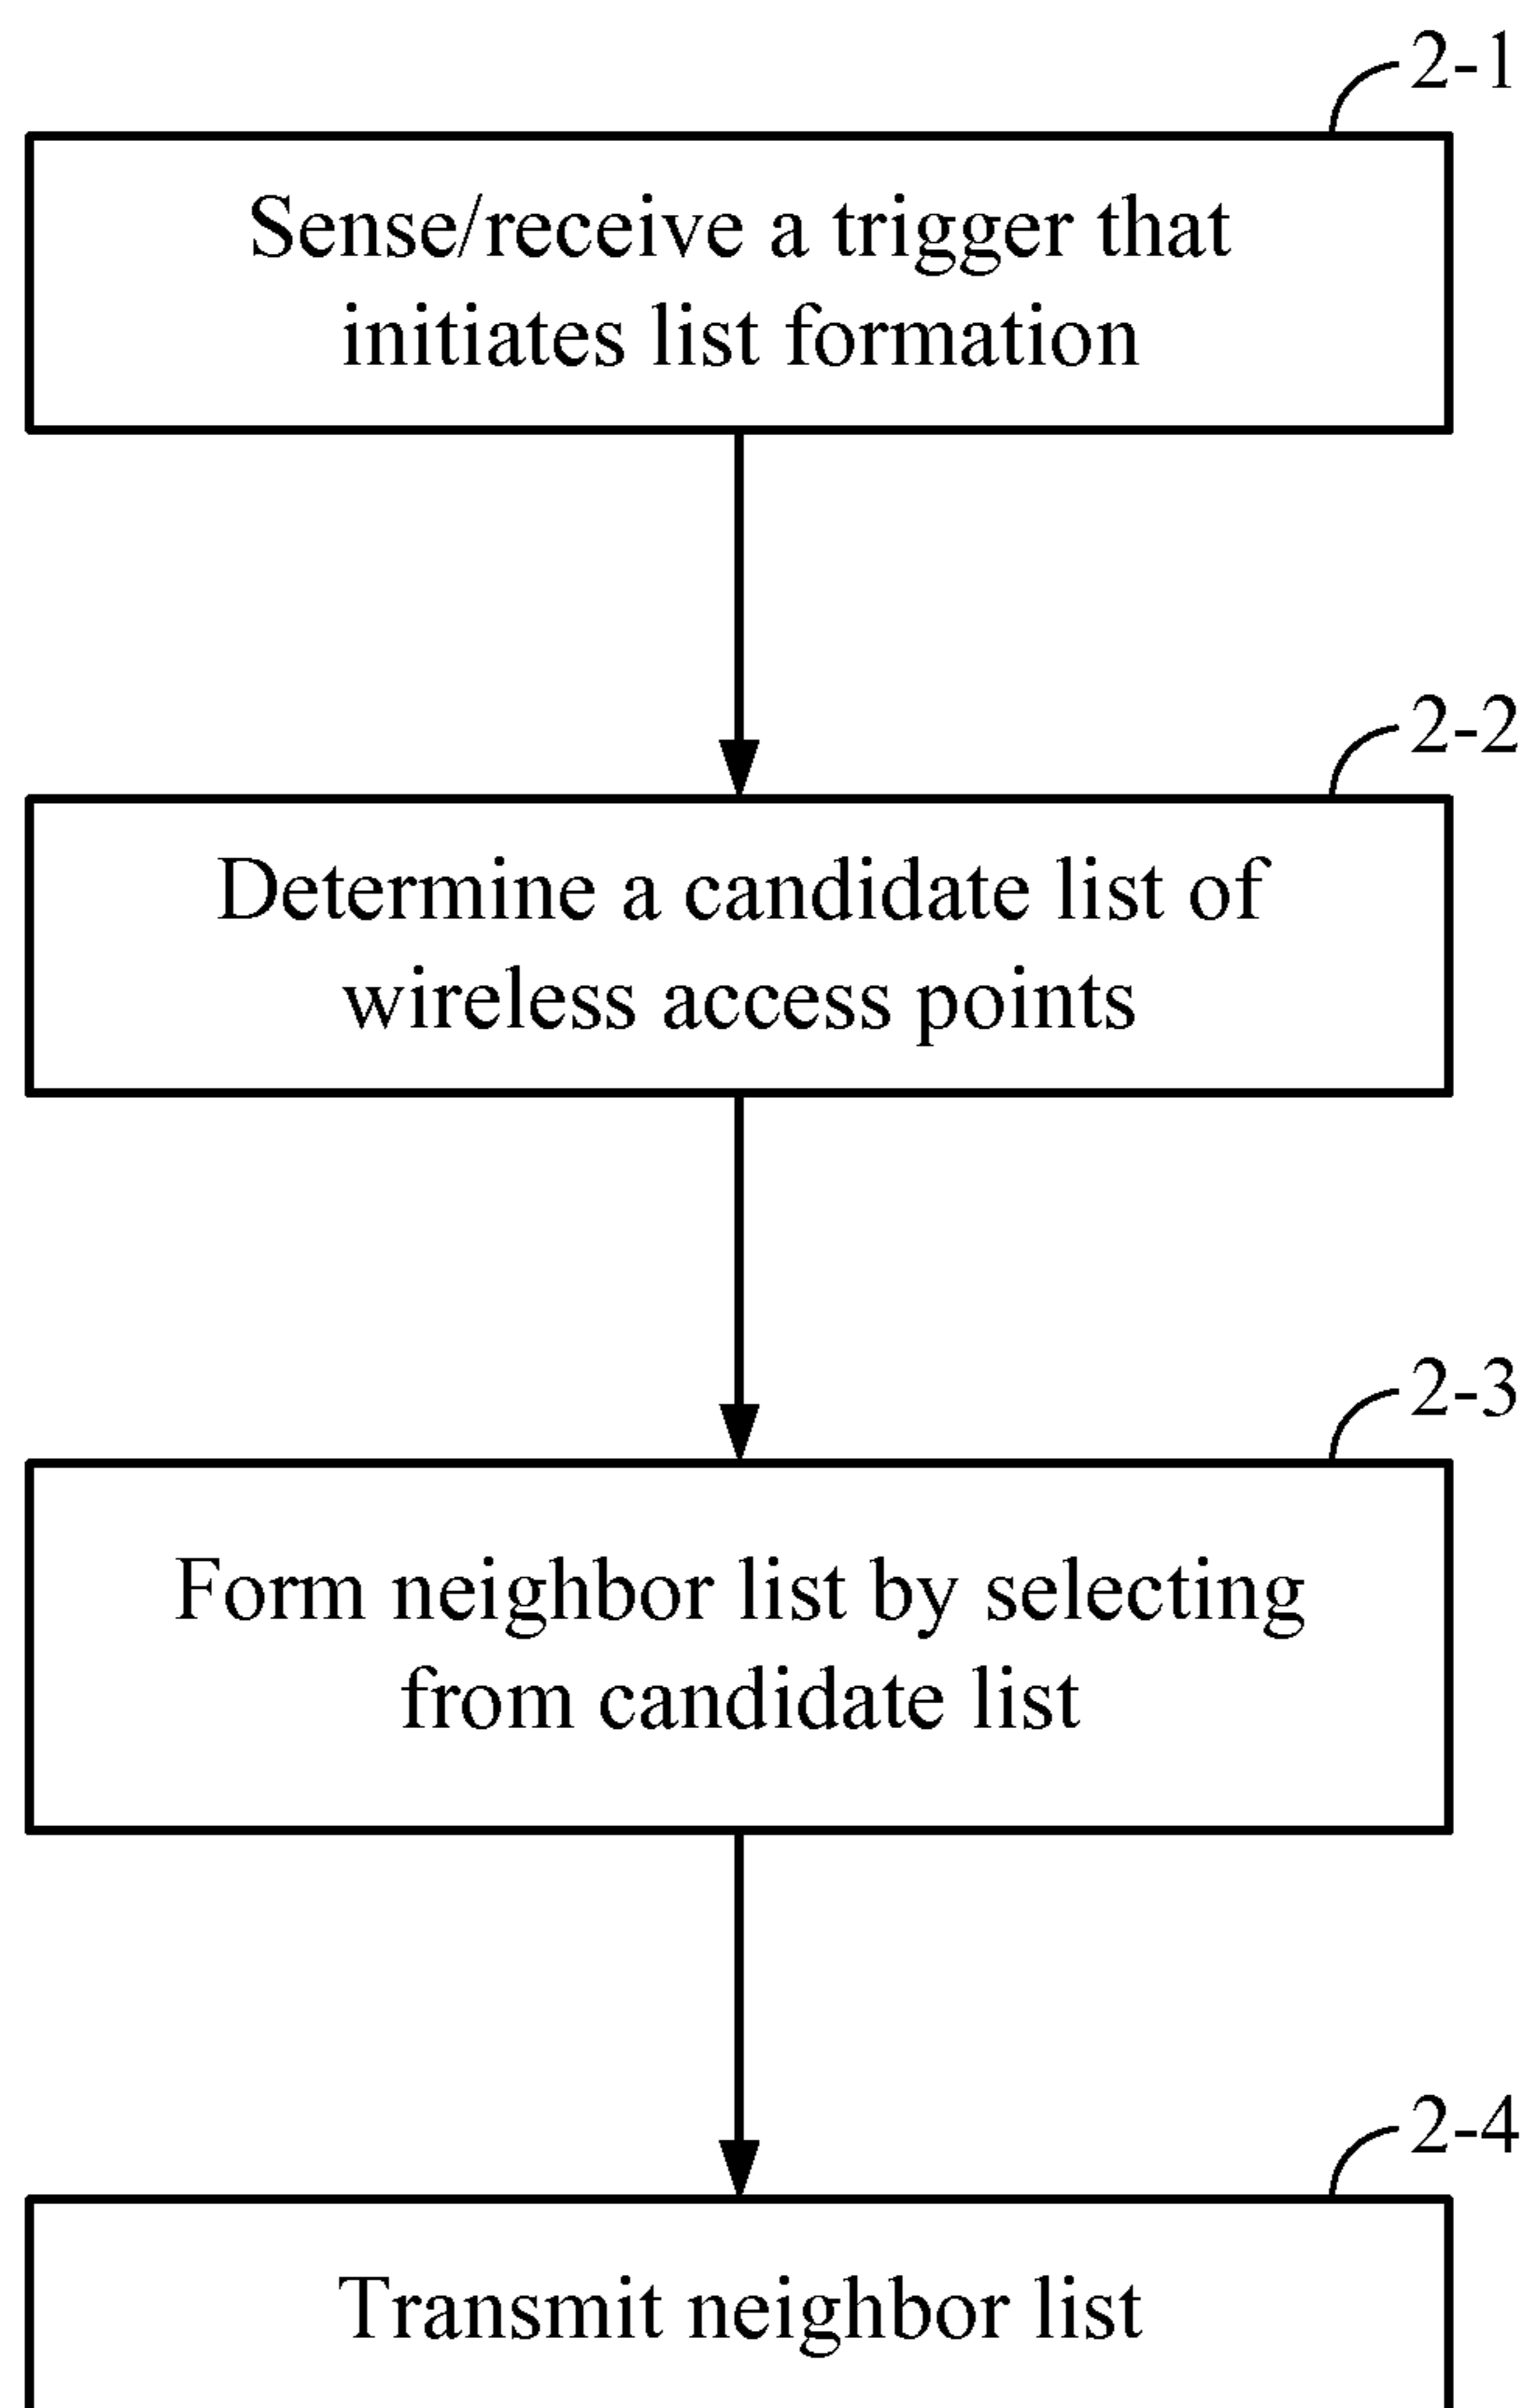 2-1
Sense/receive a trigger that
initiates list formation
2-2
Determine a candidate list of
wireless access points
2-3
Form neighbor list by selecting
from candidate list
2-4
Transmit neighbor list